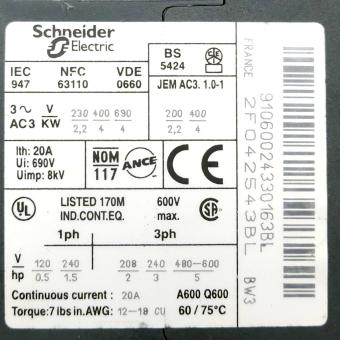 Schneider
Electric
BS
5424
IEC NFC VDE
947 63110 0660
JEM AC3. 1.0-1
3~ V 230 400 690 200 400
AC3 KW 2,2 4 4 2,2 4
Ith: 20A
Ui: 690V
Uimp: 8kV
NOM
117
ANCE
CE
UL
LISTED 170M
IND.CONT.EQ.
600V
max.
SA
1ph 3ph
V 120 240 208 240 480-600
hp 0.5 1.5 2 3 5
Continuous current : 20A A600 Q600
Torque:7 lbs in.AWG: 12-18 CU 60 / 75°C
FRANCE
2F042543BL
BW3
91060024330163BL